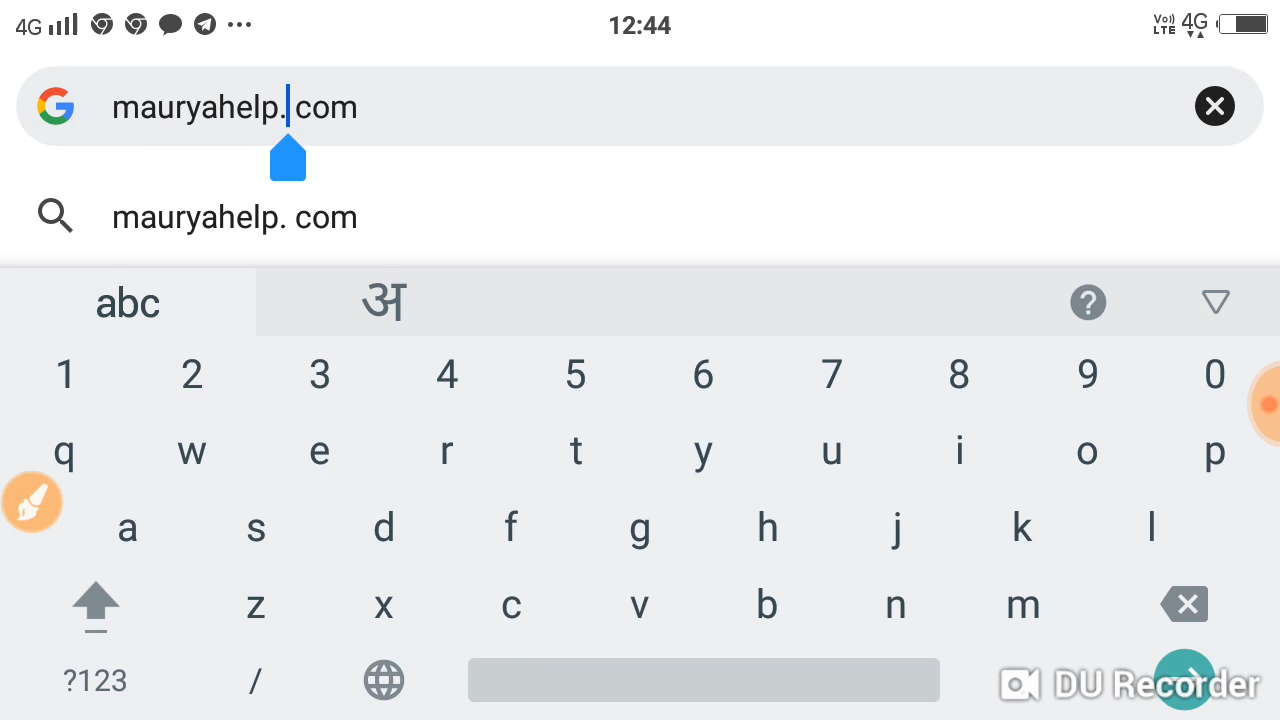 4G 12:44 Vo)) LTE 4G
mauryahelp. com
mauryahelp. com
abc अ ?
1 2 3 4 5 6 7 8 9 0
q w e r t y u i o p
a s d f g h j k l
z x c v b n m
?123 / DU Recorder